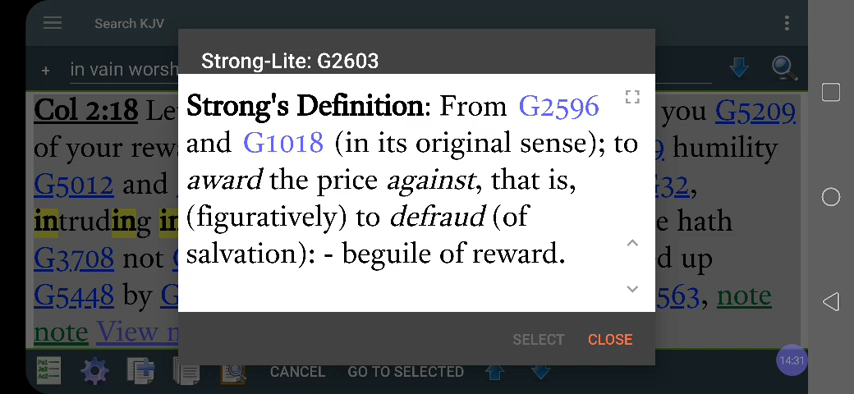 Search KJV
Strong-Lite: G2603
+ in vain worsh
Strong's Definition: From G2596
and G1018 (in its original sense); to
award the price against, that is,
(figuratively) to defraud (of
salvation): - beguile of reward.
SELECT CLOSE
Col 2:18 Le you G5209
of your rew 9 humility
G5012 and 32,
intruding in e hath
G3708 not d up
G5448 by G 563, note
note View n
CANCEL GO TO SELECTED
14:31